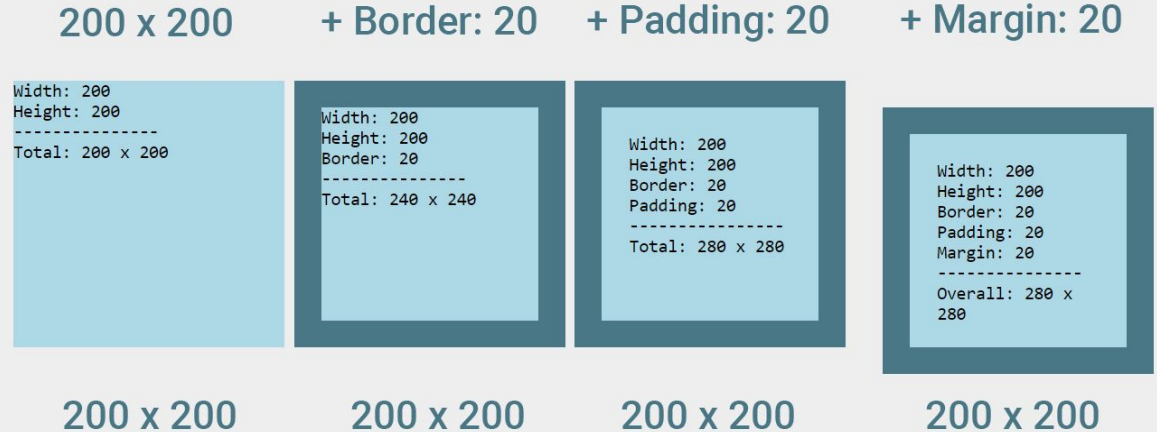 200 x 200
+ Border: 20
+ Padding: 20
+ Margin: 20
Width: 200
Height: 200
---------------
Total: 200 x 200
Width: 200
Height: 200
Border: 20
---------------
Total: 240 x 240
Width: 200
Height: 200
Border: 20
Padding: 20
----------------
Total: 280 x 280
Width: 200
Height: 200
Border: 20
Padding: 20
Margin: 20
---------------
Overall: 280 x
280
200 x 200
200 x 200
200 x 200
200 x 200